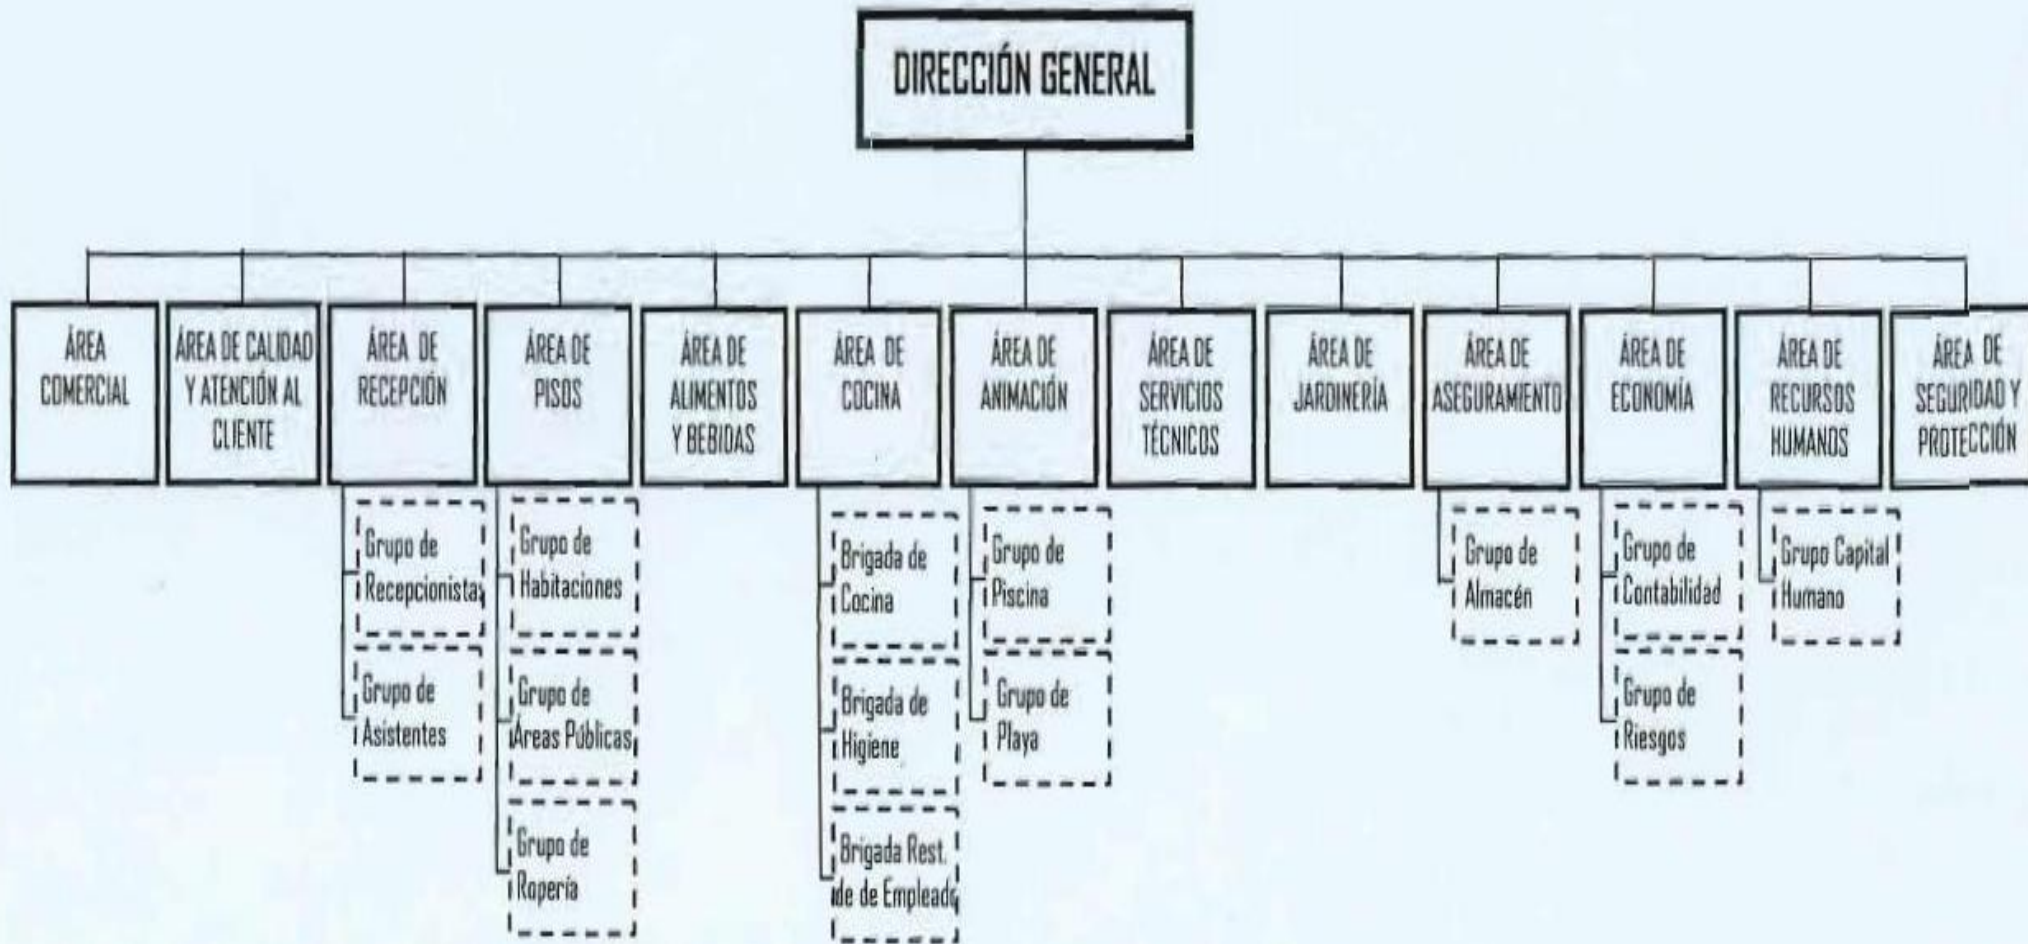 DIRECCIÓN GENERAL
ÁREA
COMERCIAL
ÁREA DE CALIDAD
Y ATENCIÓN AL
CLIENTE
ÁREA DE
RECEPCIÓN
ÁREA DE
PISOS
ÁREA DE
ALIMENTOS
Y BEBIDAS
ÁREA DE
COCINA
ÁREA DE
ANIMACIÓN
ÁREA DE
SERVICIOS
TÉCNICOS
ÁREA DE
JARDINERÍA
ÁREA DE
ASEGURAMIENTO
ÁREA DE
ECONOMÍA
ÁREA DE
RECURSOS
HUMANOS
ÁREA DE
SEGURIDAD Y
PROTECCIÓN
Grupo de
Recepcionistas
Grupo de
Asistentes
Grupo de
Habitaciones
Grupo de
Áreas Públicas
Grupo de
Ropería
Brigada de
Cocina
Brigada de
Higiene
Brigada Rest.
de de Empleado
Grupo de
Piscina
Grupo de
Playa
Grupo de
Almacén
Grupo de
Contabilidad
Grupo de
Riesgos
Grupo Capital
Humano